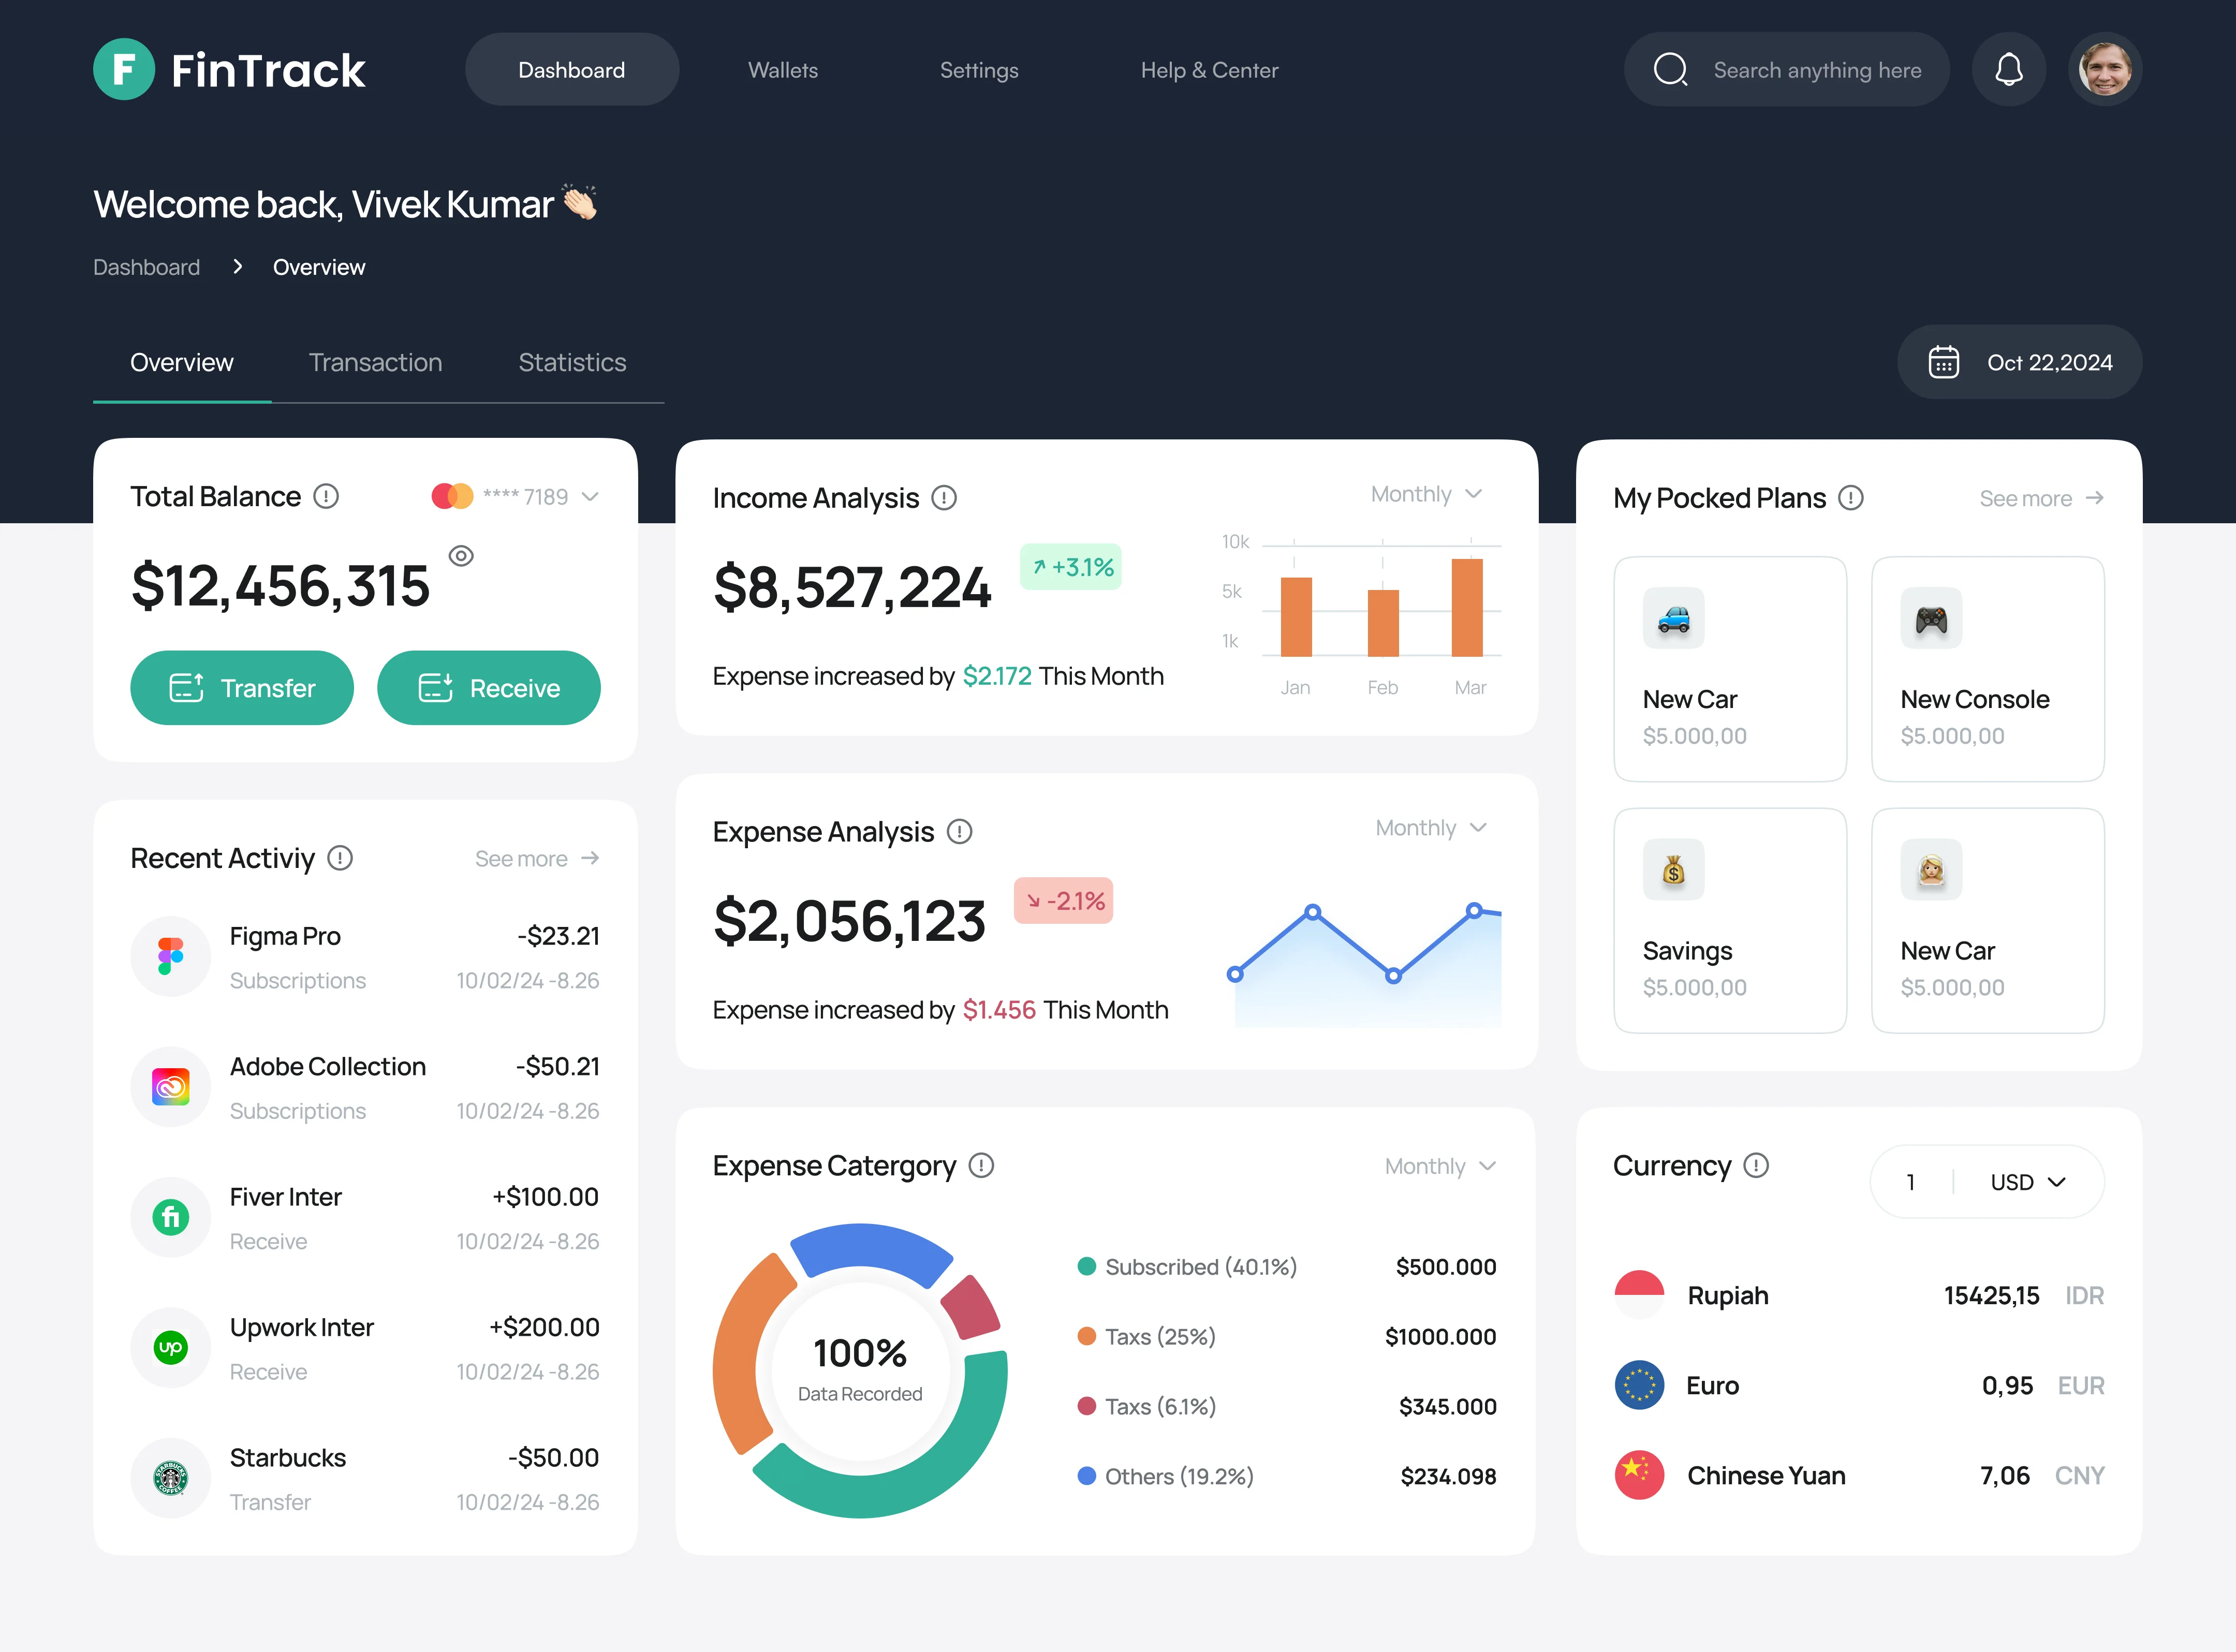 F FinTrack
Dashboard
Wallets
Settings
Help & Center
Search anything here
Welcome back, Vivek Kumar 👏🏻
Dashboard > Overview
Overview
Transaction
Statistics
Oct 22,2024
Total Balance
**** 7189
$12,456,315
Transfer
Receive
Recent Activiy
See more
Figma Pro
-$23.21
Subscriptions
10/02/24 -8.26
Adobe Collection
-$50.21
Subscriptions
10/02/24 -8.26
fi
Fiver Inter
+$100.00
Receive
10/02/24 -8.26
up
Upwork Inter
+$200.00
Receive
10/02/24 -8.26
STARBUCKS
COFFEE
Starbucks
-$50.00
Transfer
10/02/24 -8.26
Income Analysis
Monthly
$8,527,224
+3.1%
Expense increased by $2.172 This Month
10k
5k
1k
Jan
Feb
Mar
Expense Analysis
Monthly
$2,056,123
-2.1%
Expense increased by $1.456 This Month
Expense Catergory
Monthly
100%
Data Recorded
Subscribed (40.1%)
$500.000
Taxs (25%)
$1000.000
Taxs (6.1%)
$345.000
Others (19.2%)
$234.098
My Pocked Plans
See more
New Car
$5.000,00
New Console
$5.000,00
$
Savings
$5.000,00
New Car
$5.000,00
Currency
1
USD
Rupiah
15425,15 IDR
Euro
0,95 EUR
Chinese Yuan
7,06 CNY